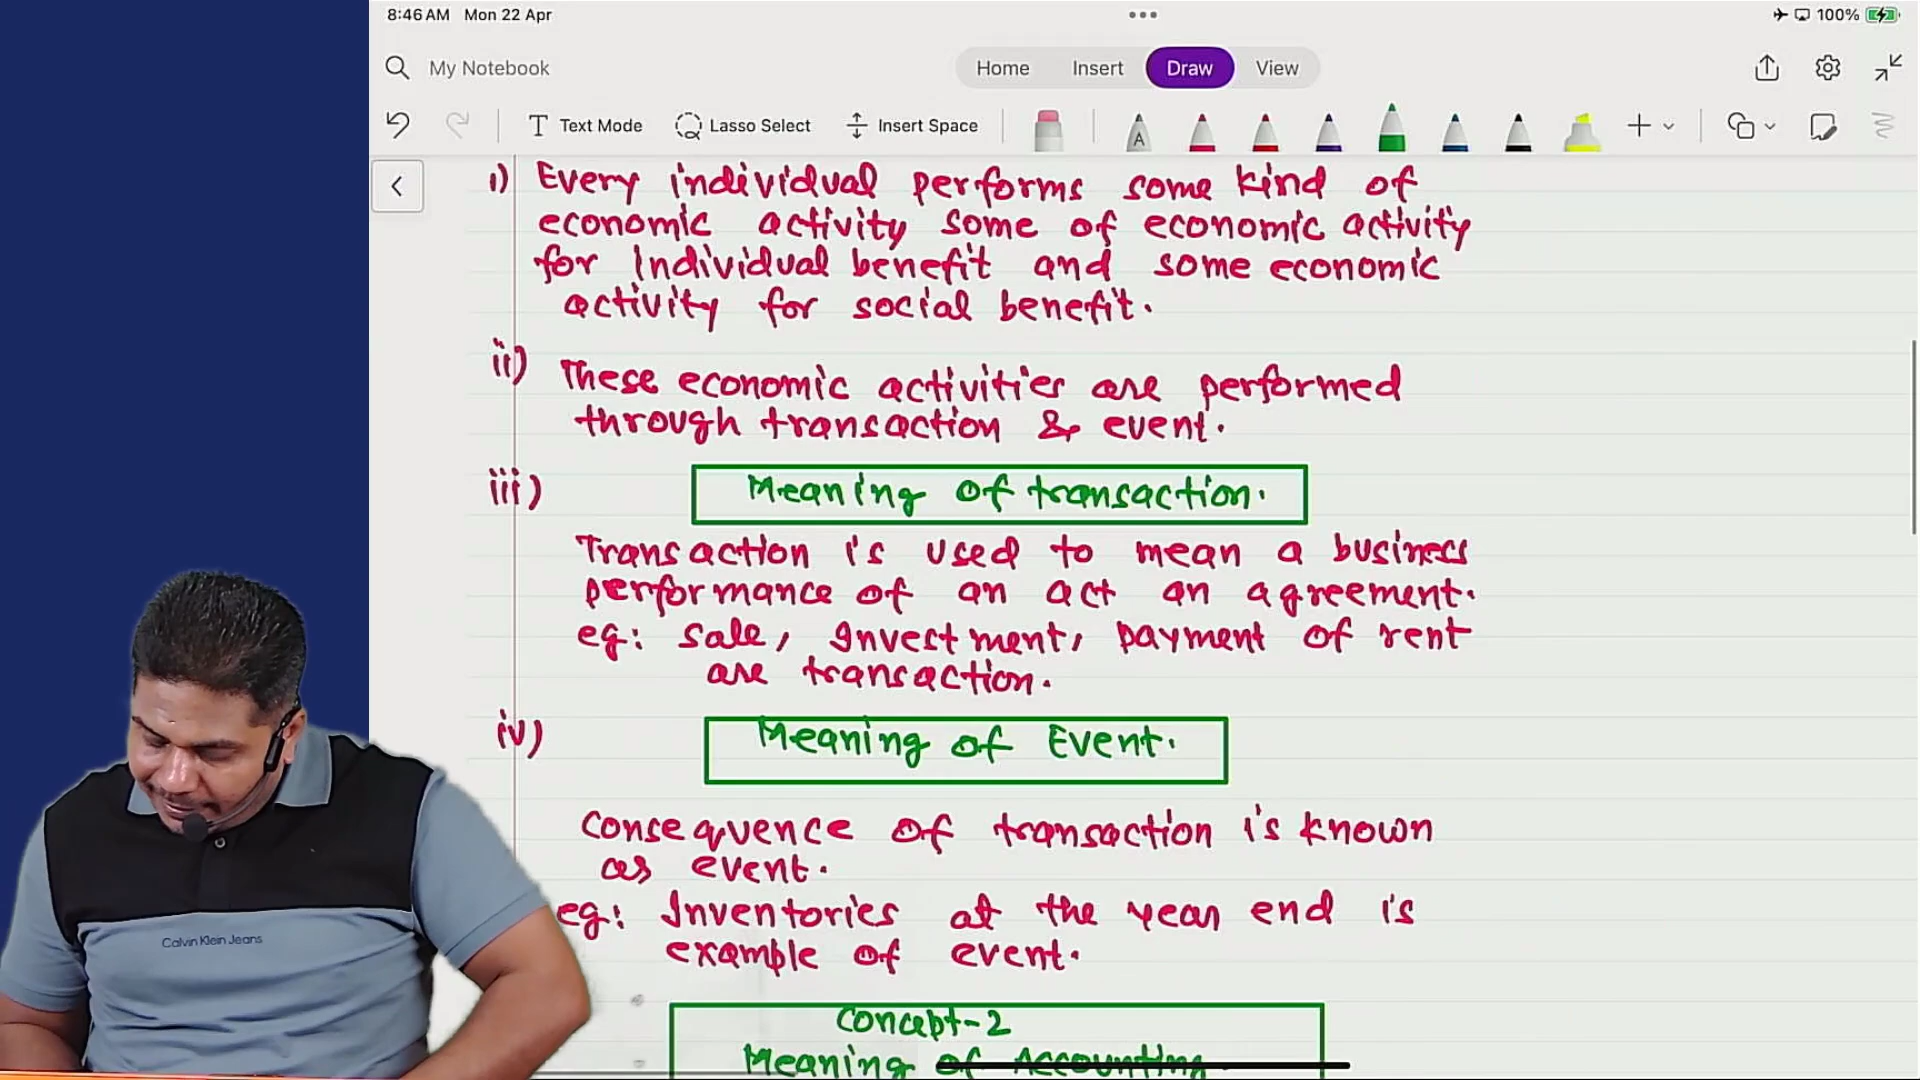 8:46 AM Mon 22 Apr
100%
My Notebook
Home Insert Draw View
Text Mode Lasso Select Insert Space
A
i) Every individual performs some kind of
economic activity some of economic activity
for Individual benefit and some economic
activity for social benefit.
ii) These economic activities are performed
through transaction & event.
iii) Meaning of transaction.
Transaction is used to mean a business
performance of an act an agreement.
eg: Sale, Investment, payment of rent
are transaction.
iv) Meaning of Event.
Consequence of transaction is known
as event.
eg: Inventories at the year end is
example of event.
Concept-2
Meaning of Accounting.
Calvin Klein Jeans